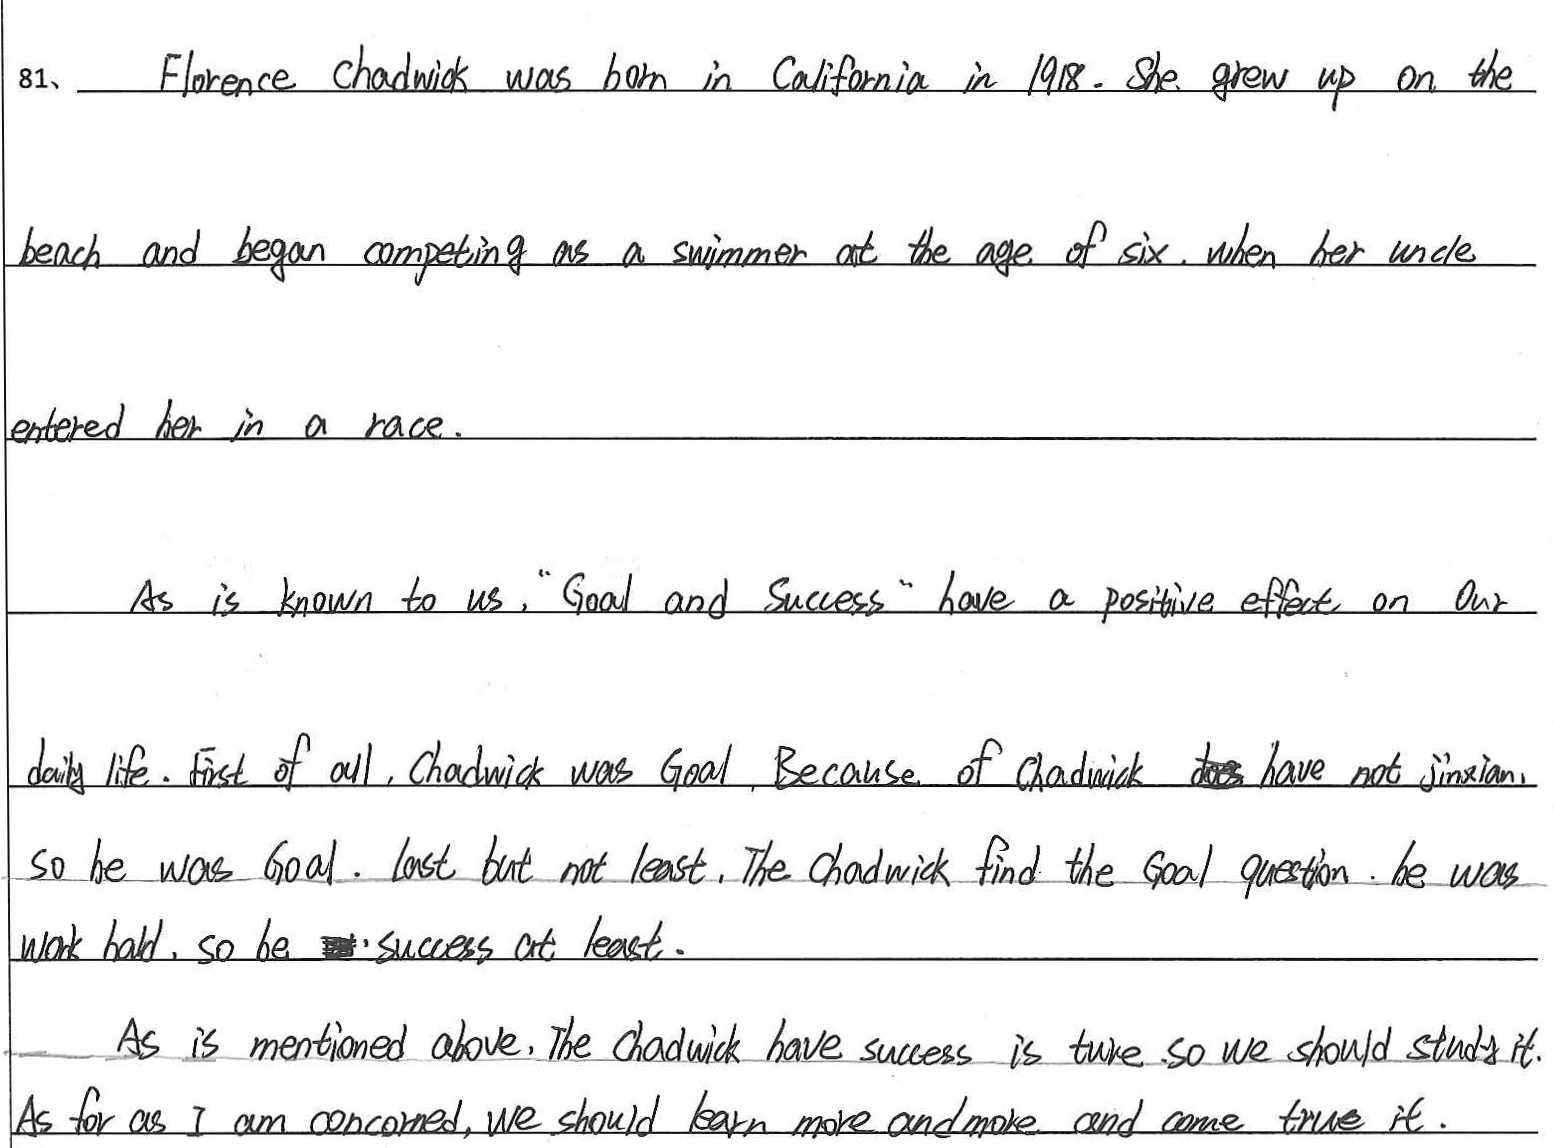 81、 Florence Chadwick was born in California in 1918. She grew up on the
beach and began competing as a swimmer at the age of six. when her uncle
entered her in a race.
As is known to us, "Goal and Success" have a positive effect on Our
daily life. First of all, Chadwick was Goal, Because of Chadwick have not jinxian,
so he was Goal. last but not least, The Chadwick find the Goal question. he was
work hald, so he success at least.
As is mentioned above, The Chadwick have success is ture so we should study it.
As for as I am concorned, we should learn more and more and come true it.